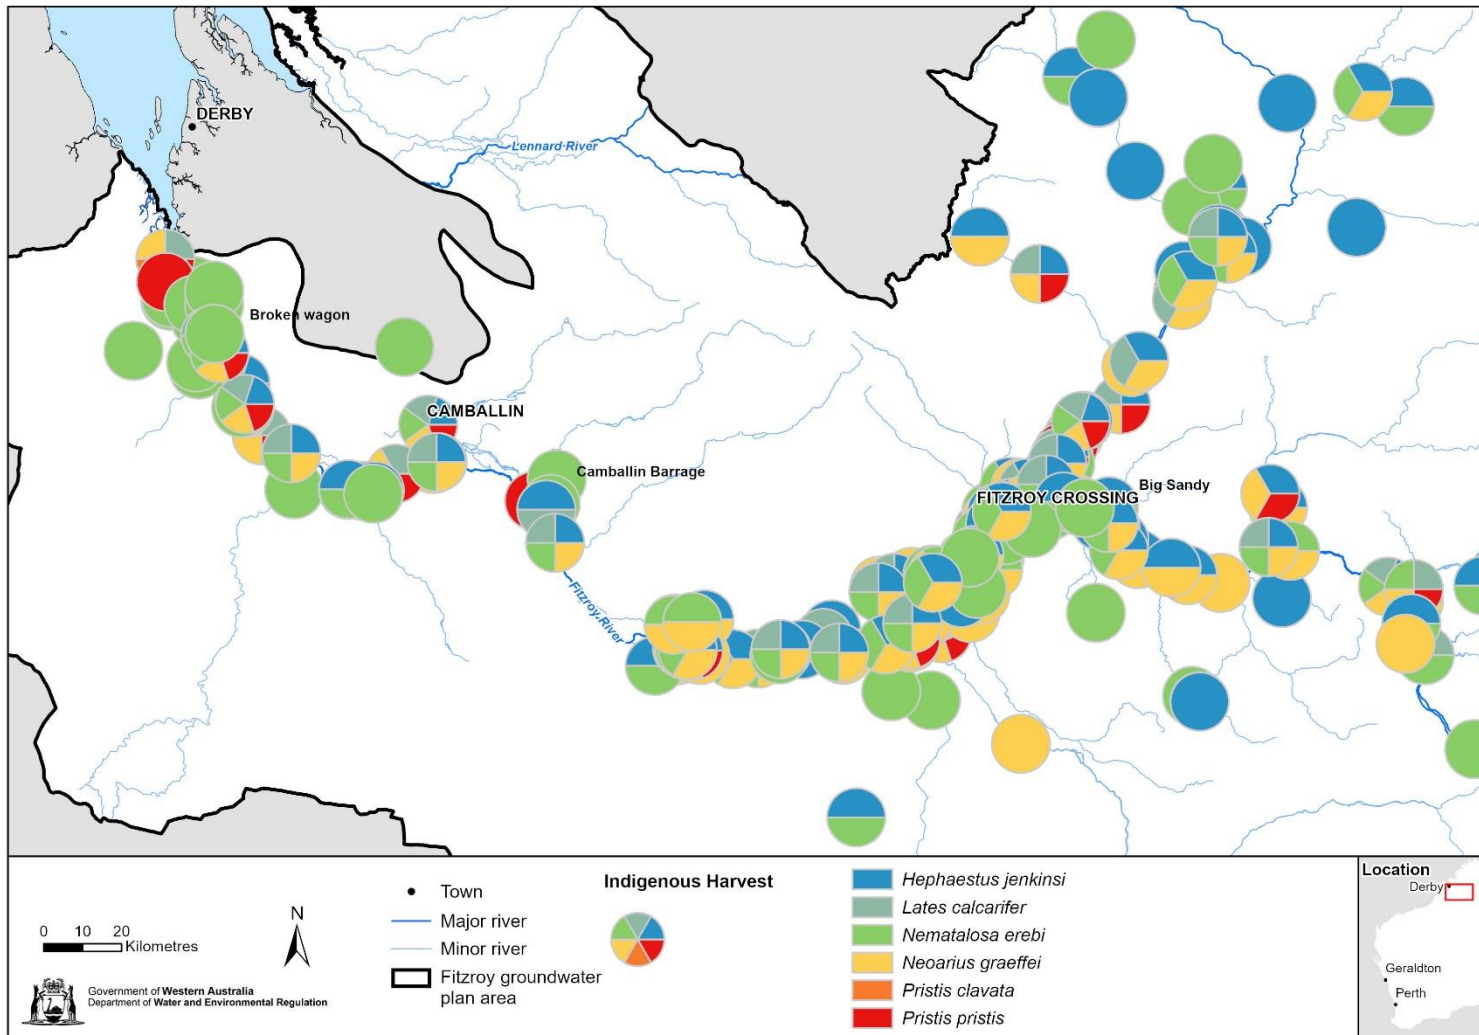 DERBY
Lennard River
Broken wagon
CAMBALLIN
Camballin Barrage
Big Sandy
FITZROY CROSSING
Fitzroy River
Town
Major river
Minor river
Fitzroy groundwater
plan area
Indigenous Harvest
Hephaestus jenkinsi
Lates calcarifer
Nematalosa erebi
Neoarius graeffei
Pristis clavata
Pristis pristis
N
0 10 20
Kilometres
Government of Western Australia
Department of Water and Environmental Regulation
Location
Derby
Geraldton
Perth